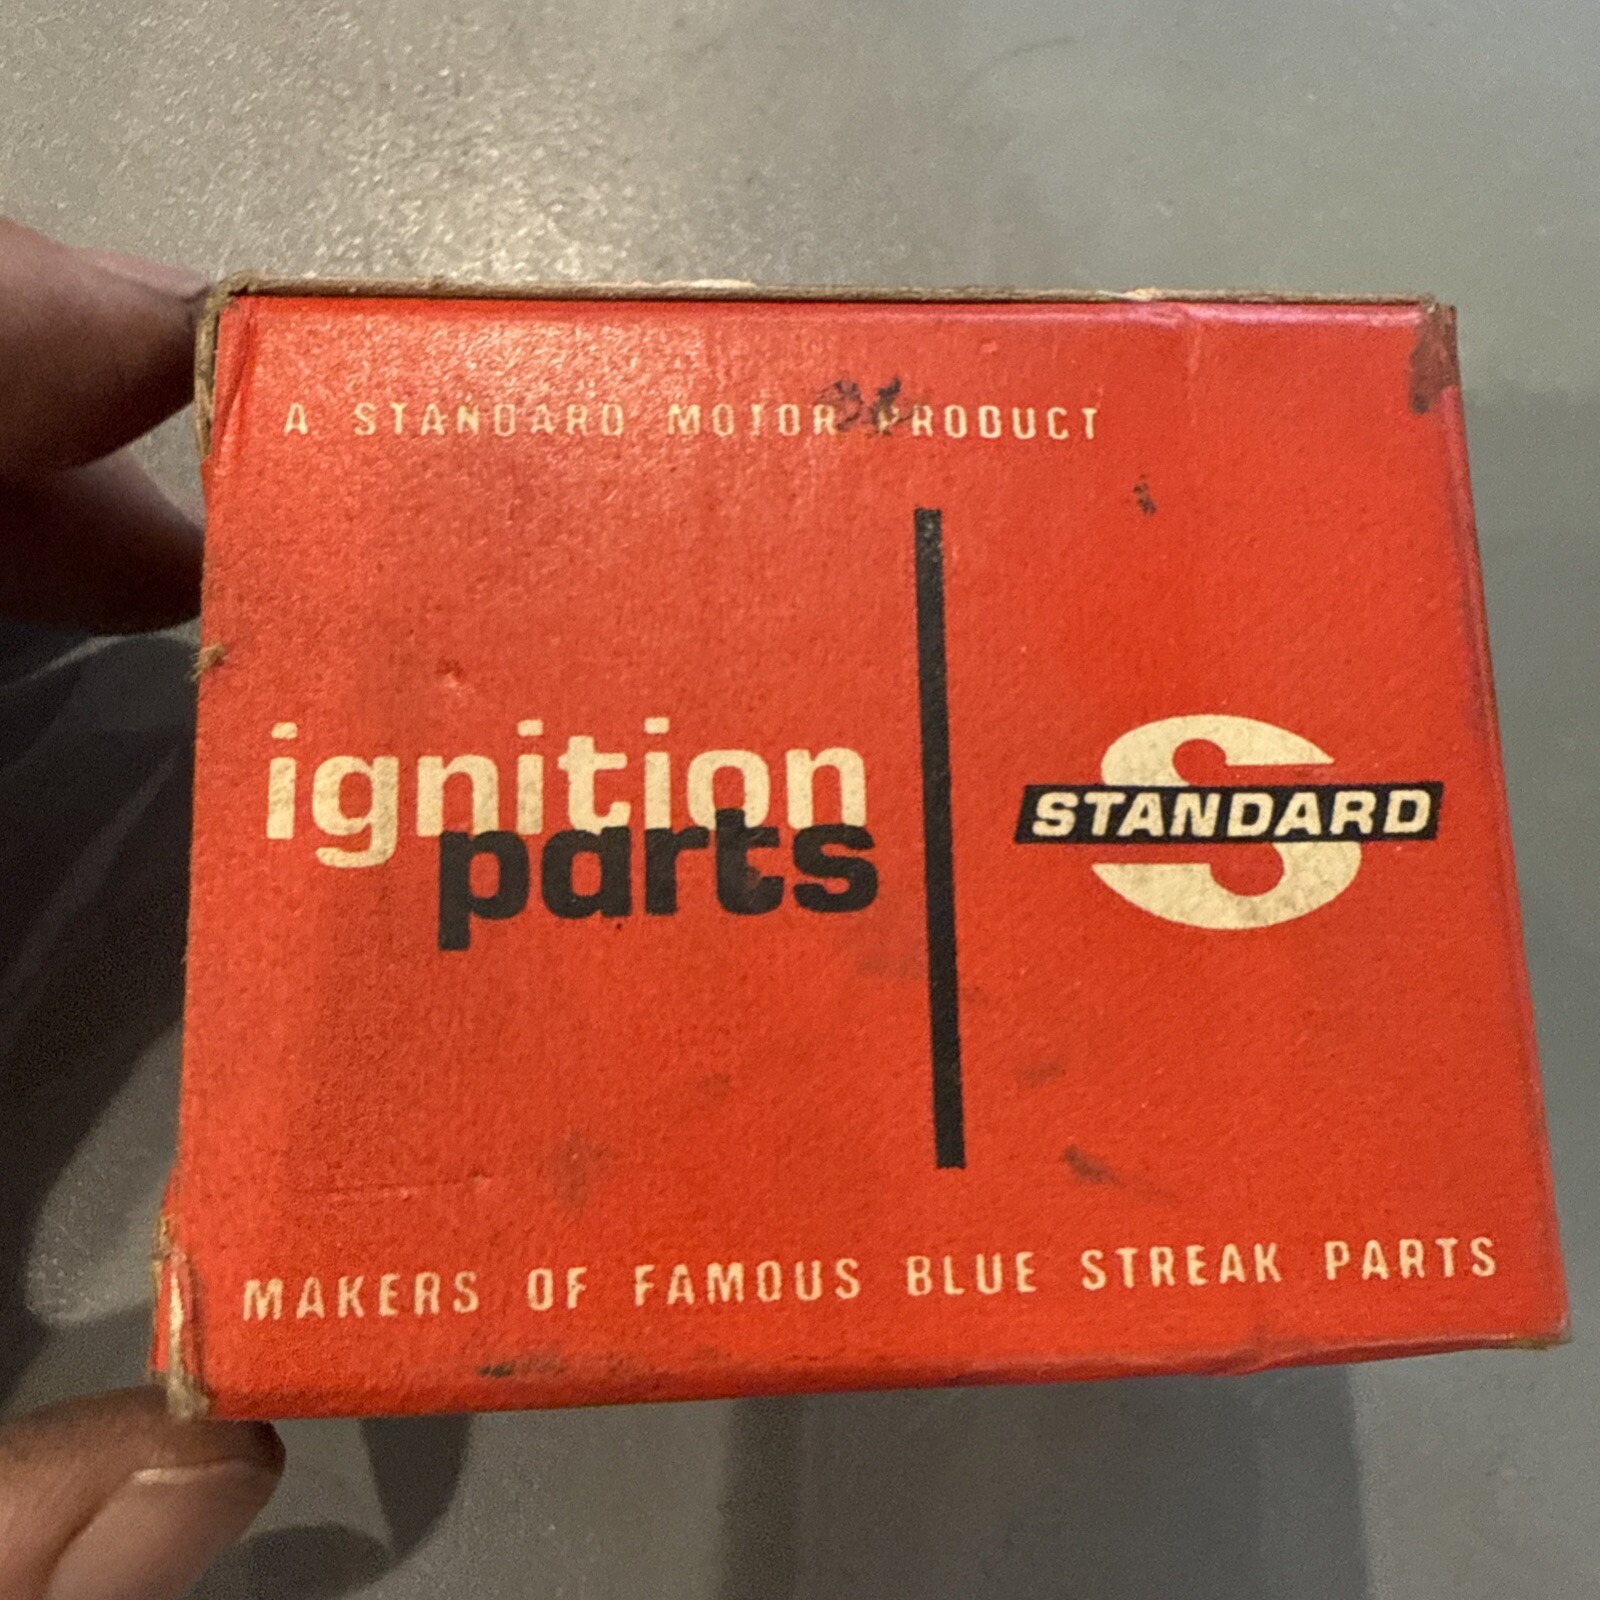 A STANDARD MOTOR PRODUCT
ignition
parts
STANDARD
MAKERS OF FAMOUS BLUE STREAK PARTS